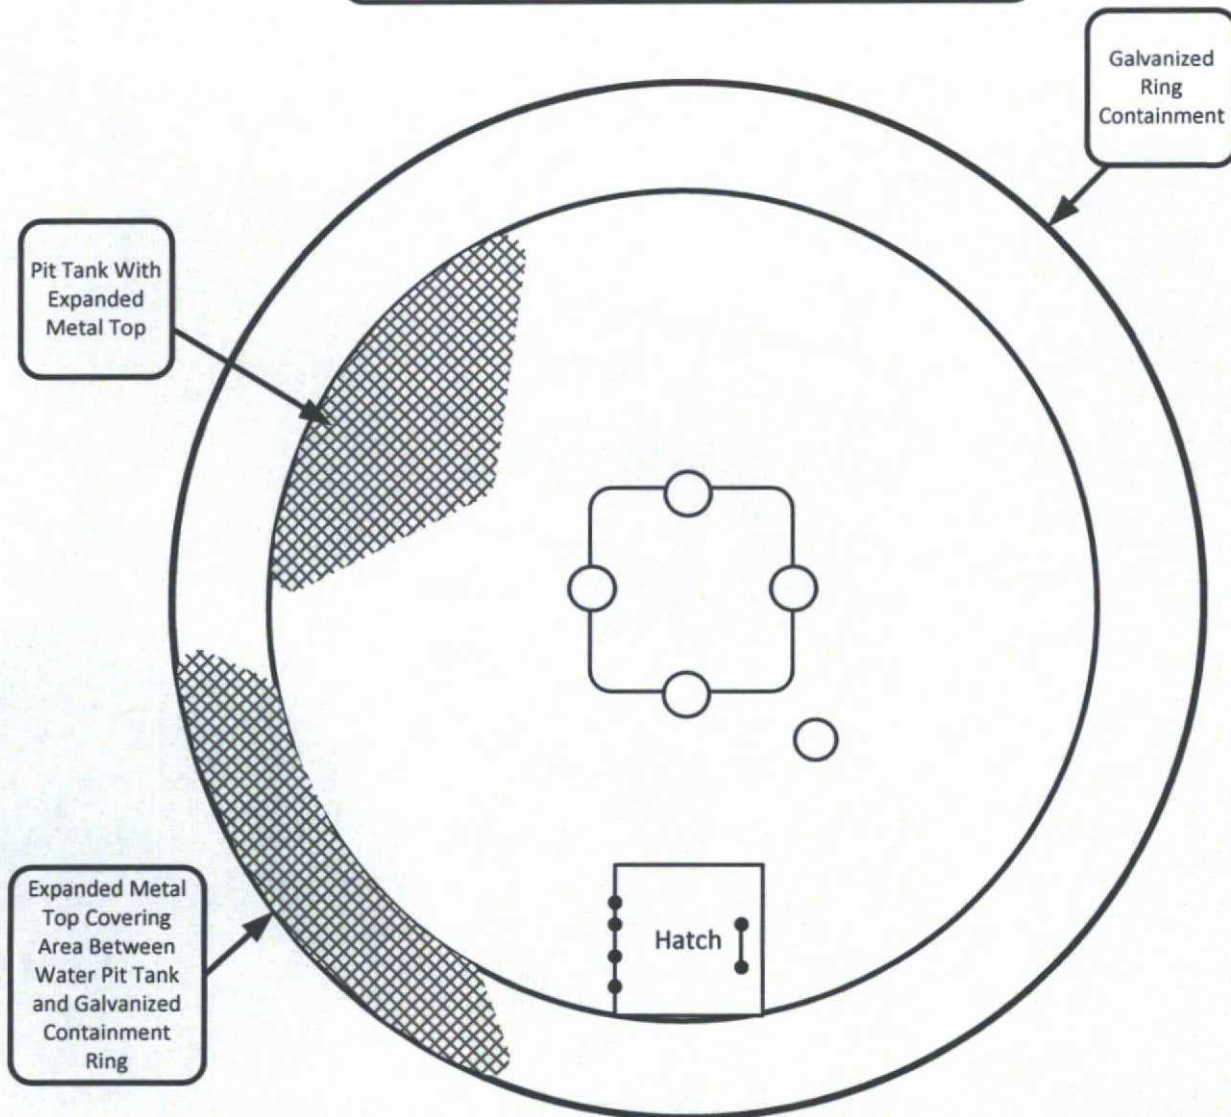 Galvanized
Ring
Containment
Pit Tank With
Expanded
Metal Top
Expanded Metal
Top Covering
Area Between
Water Pit Tank
and Galvanized
Containment
Ring
Hatch